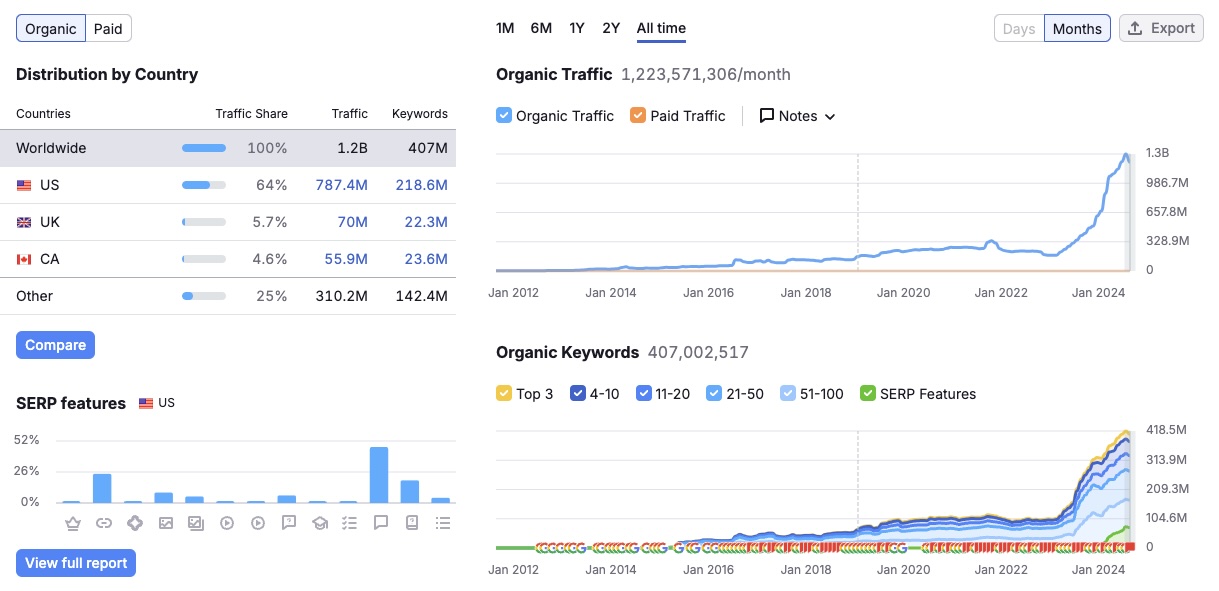 Organic Paid
Distribution by Country
Countries Traffic Share Traffic Keywords
Worldwide 100% 1.2B 407M
US 64% 787.4M 218.6M
UK 5.7% 70M 22.3M
CA 4.6% 55.9M 23.6M
Other 25% 310.2M 142.4M
Compare
SERP features US
52%
26%
0%
View full report
1M 6M 1Y 2Y All time Days Months Export
Organic Traffic 1,223,571,306/month
Organic Traffic Paid Traffic Notes
1.3B
986.7M
657.8M
328.9M
0
Jan 2012 Jan 2014 Jan 2016 Jan 2018 Jan 2020 Jan 2022 Jan 2024
Organic Keywords 407,002,517
Top 3 4-10 11-20 21-50 51-100 SERP Features
418.5M
313.9M
209.3M
104.6M
0
Jan 2012 Jan 2014 Jan 2016 Jan 2018 Jan 2020 Jan 2022 Jan 2024